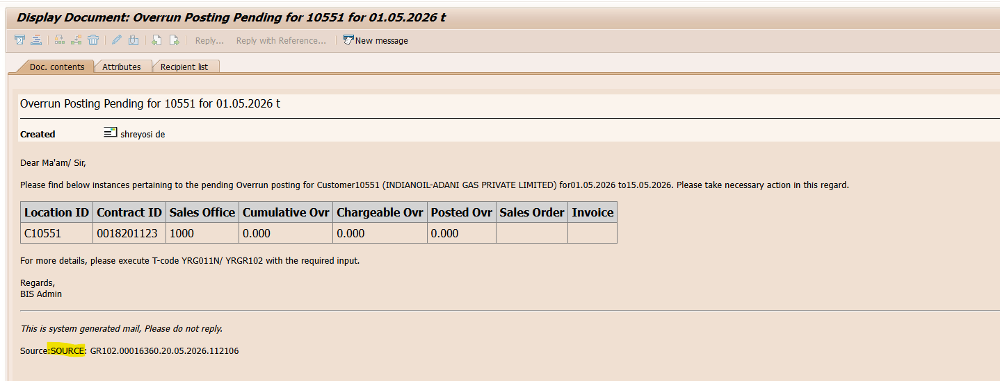 Display Document: Overrun Posting Pending for 10551 for 01.05.2026 t
Reply... Reply with Reference... New message
Doc. contents Attributes Recipient list
Overrun Posting Pending for 10551 for 01.05.2026 t
Created shreyosi de
Dear Ma'am/ Sir,
Please find below instances pertaining to the pending Overrun posting for Customer10551 (INDIANOIL-ADANI GAS PRIVATE LIMITED) for01.05.2026 to15.05.2026. Please take necessary action in this regard.
Location ID Contract ID Sales Office Cumulative Ovr Chargeable Ovr Posted Ovr Sales Order Invoice
C10551 0018201123 1000 0.000 0.000 0.000
For more details, please execute T-code YRG011N/ YRGR102 with the required input.
Regards,
BIS Admin
This is system generated mail, Please do not reply.
Source:SOURCE: GR102.00016360.20.05.2026.112106